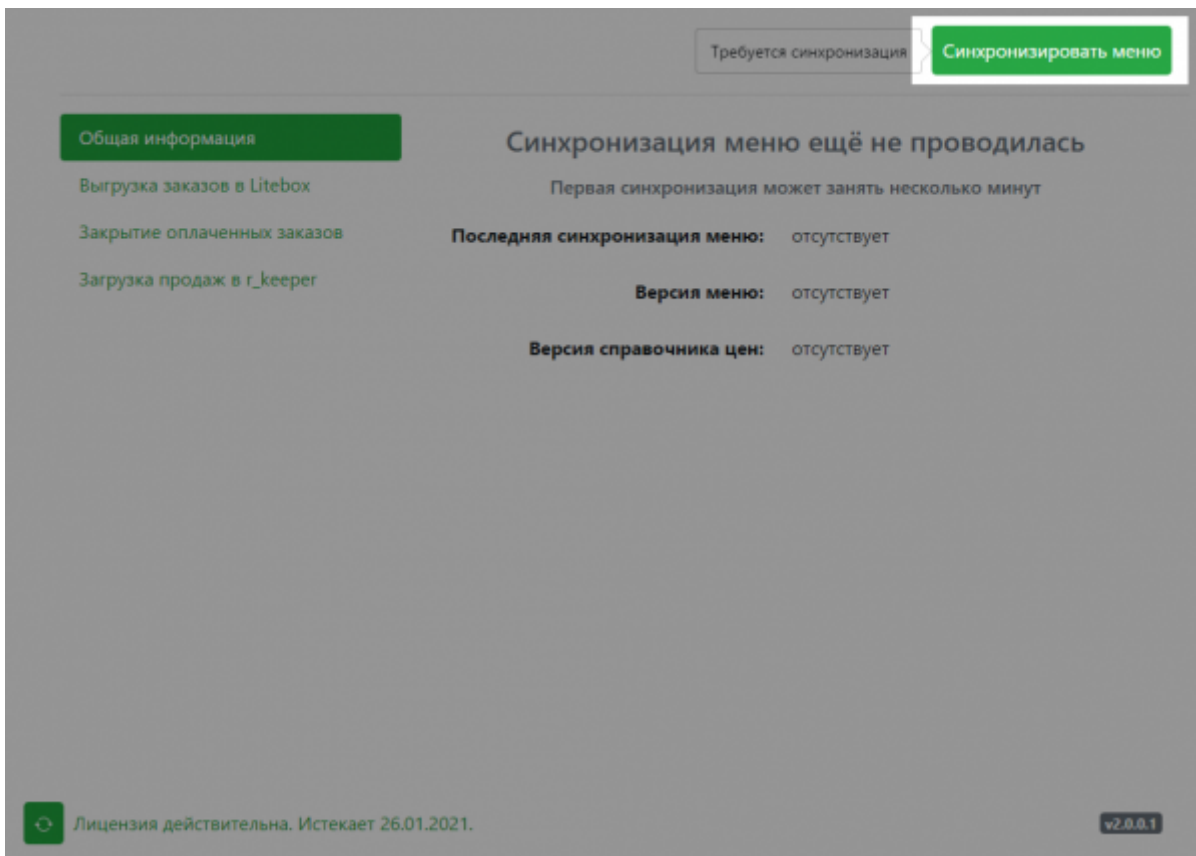 Требуется синхронизация
Синхронизировать меню
Общая информация
Выгрузка заказов в Litebox
Закрытие оплаченных заказов
Загрузка продаж в r_keeper
Синхронизация меню ещё не проводилась
Первая синхронизация может занять несколько минут
Последняя синхронизация меню: отсутствует
Версия меню: отсутствует
Версия справочника цен: отсутствует
Лицензия действительна. Истекает 26.01.2021.
v2.0.0.1